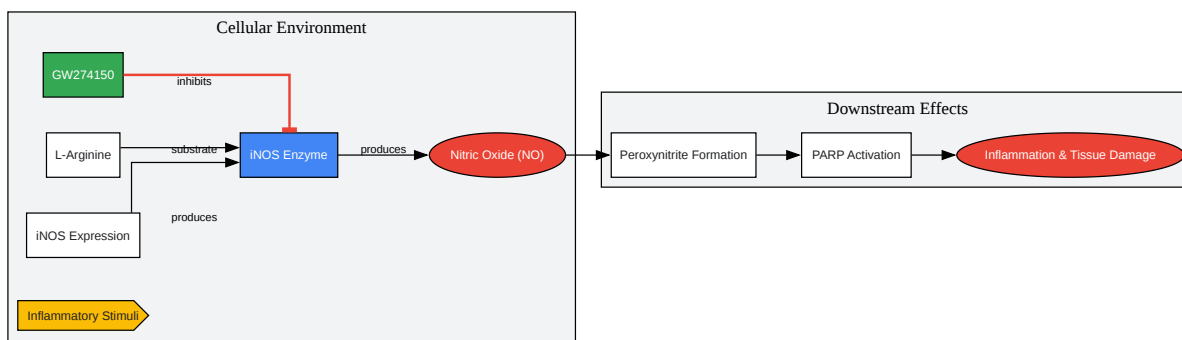 Cellular Environment
GW274150
inhibits
L-Arginine
substrate
iNOS Enzyme
produces
Nitric Oxide (NO)
iNOS Expression
produces
Inflammatory Stimuli
Downstream Effects
Peroxynitrite Formation
PARP Activation
Inflammation & Tissue Damage